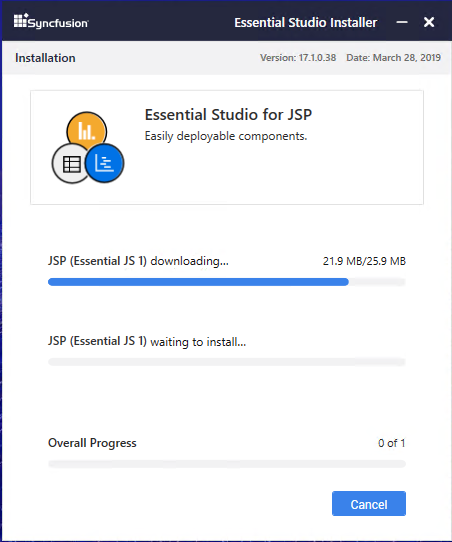 Syncfusion Essential Studio Installer
Installation Version: 17.1.0.38 Date: March 28, 2019
Essential Studio for JSP
Easily deployable components.
JSP (Essential JS 1) downloading... 21.9 MB/25.9 MB
JSP (Essential JS 1) waiting to install...
Overall Progress 0 of 1
Cancel